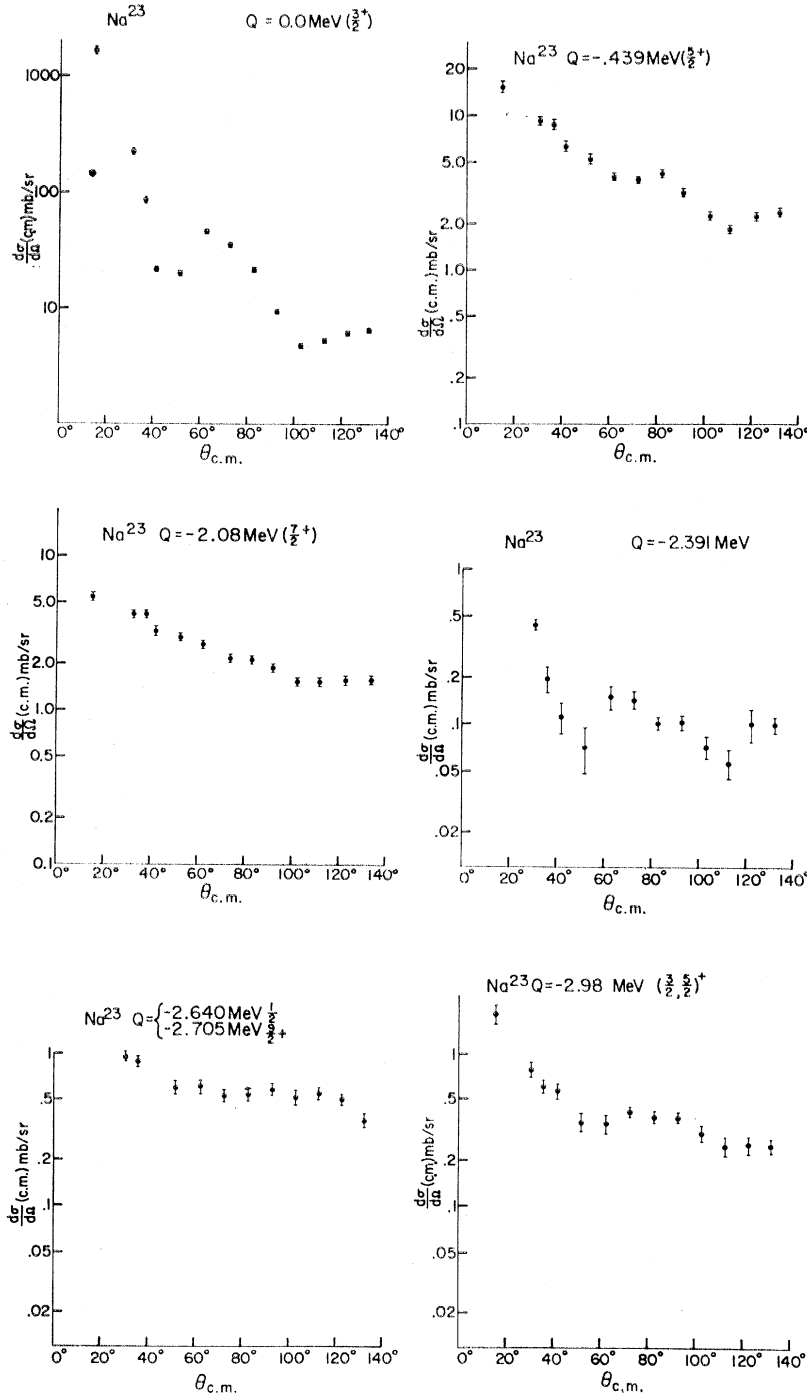 Na23 Q = 0.0 MeV (3/2+)
1000
100
10
dσ/dΩ (cm) mb/sr
0° 20° 40° 60° 80° 100° 120° 140°
θc.m.
Na23 Q=-.439 MeV(5/2+)
20
10
5.0
2.0
1.0
.5
.2
.1
dσ/dΩ (c.m.) mb/sr
0° 20° 40° 60° 80° 100° 120° 140°
θc.m.
Na23 Q=-2.08 MeV (7/2+)
10
5.0
2.0
1.0
0.5
0.2
0.1
dσ/dΩ (c.m.) mb/sr
0° 20° 40° 60° 80° 100° 120° 140°
θc.m.
Na23 Q=-2.391 MeV
1
.5
.2
.1
.05
.02
dσ/dΩ (c.m.) mb/sr
0° 20° 40° 60° 80° 100° 120° 140°
θc.m.
Na23 Q={-2.640 MeV 1/2
-2.705 MeV +
1
.5
.2
.1
.05
.02
dσ/dΩ (c.m.) mb/sr
0° 20° 40° 60° 80° 100° 120° 140°
θc.m.
Na23 Q=-2.98 MeV (3/2, 5/2)+
1
.5
.2
.1
.05
.02
dσ/dΩ (cm) mb/sr
0° 20° 40° 60° 80° 100° 120° 140°
θc.m.